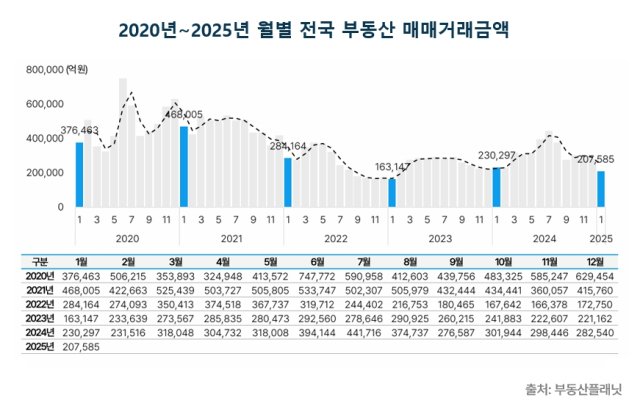 2020년~2025년 월별 전국 부동산 매매거래금액
800,000 (억원)
600,000
400,000
200,000
0
376,463
468,005
284,164
163,147
230,297
207,585
1 3 5 7 9 11 1 3 5 7 9 11 1 3 5 7 9 11 1 3 5 7 9 11 1 3 5 7 9 11 1
2020 2021 2022 2023 2024 2025
구분 1월 2월 3월 4월 5월 6월 7월 8월 9월 10월 11월 12월
2020년 376,463 506,215 353,893 324,948 413,572 747,772 590,958 412,603 439,756 483,325 585,247 629,454
2021년 468,005 422,663 525,439 503,727 505,805 533,747 502,307 505,979 432,444 434,441 360,057 415,760
2022년 284,164 274,093 350,413 374,518 367,737 319,712 244,402 216,753 180,465 167,642 166,378 172,750
2023년 163,147 233,639 273,567 285,835 280,473 292,560 278,646 290,925 260,215 241,883 222,607 221,162
2024년 230,297 231,516 318,048 304,732 318,008 394,144 441,716 374,737 276,587 301,944 298,446 282,540
2025년 207,585
출처: 부동산플래닛